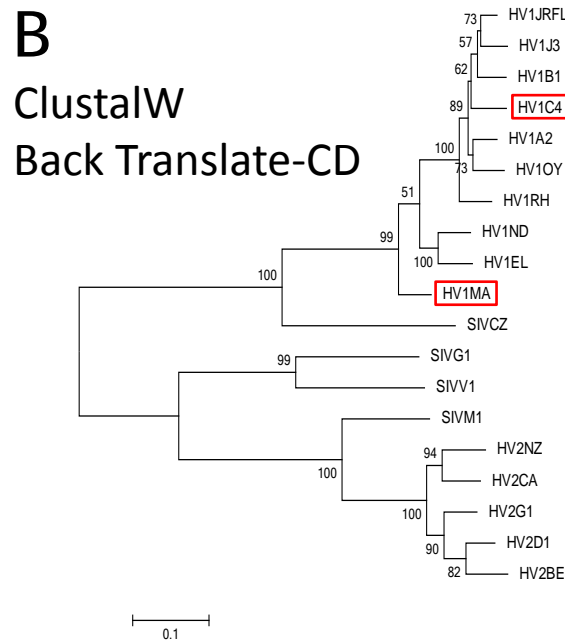 B
ClustalW
Back Translate-CD
HV1JRFL
73
HV1J3
57
HV1B1
62
HV1C4
89
HV1A2
100
HV1OY
73
HV1RH
51
HV1ND
99
HV1EL
100
HV1MA
100
SIVCZ
SIVG1
99
SIVV1
SIVM1
HV2NZ
94
100
HV2CA
HV2G1
100
HV2D1
90
HV2BE
82
0.1